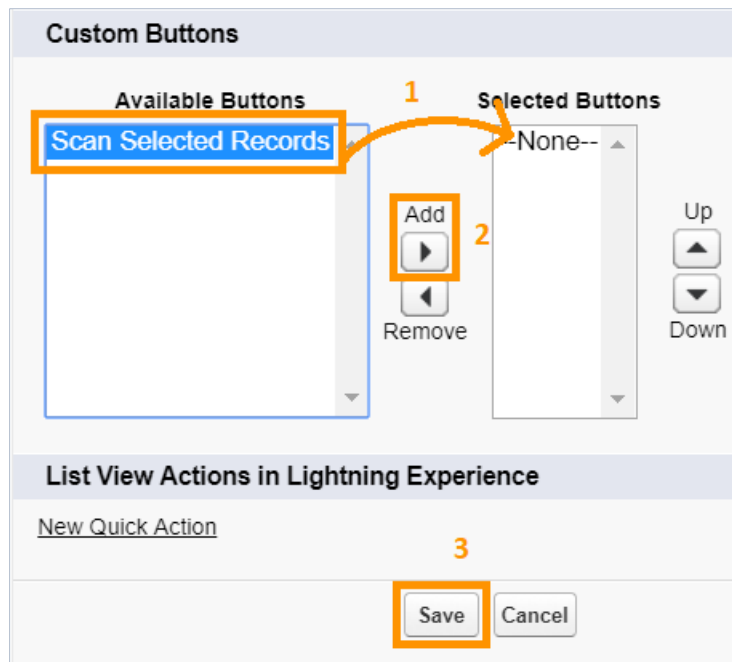 Custom Buttons
Available Buttons
1
Selected Buttons
Scan Selected Records
--None--
Add
2
Remove
Up
Down
List View Actions in Lightning Experience
New Quick Action
3
Save
Cancel